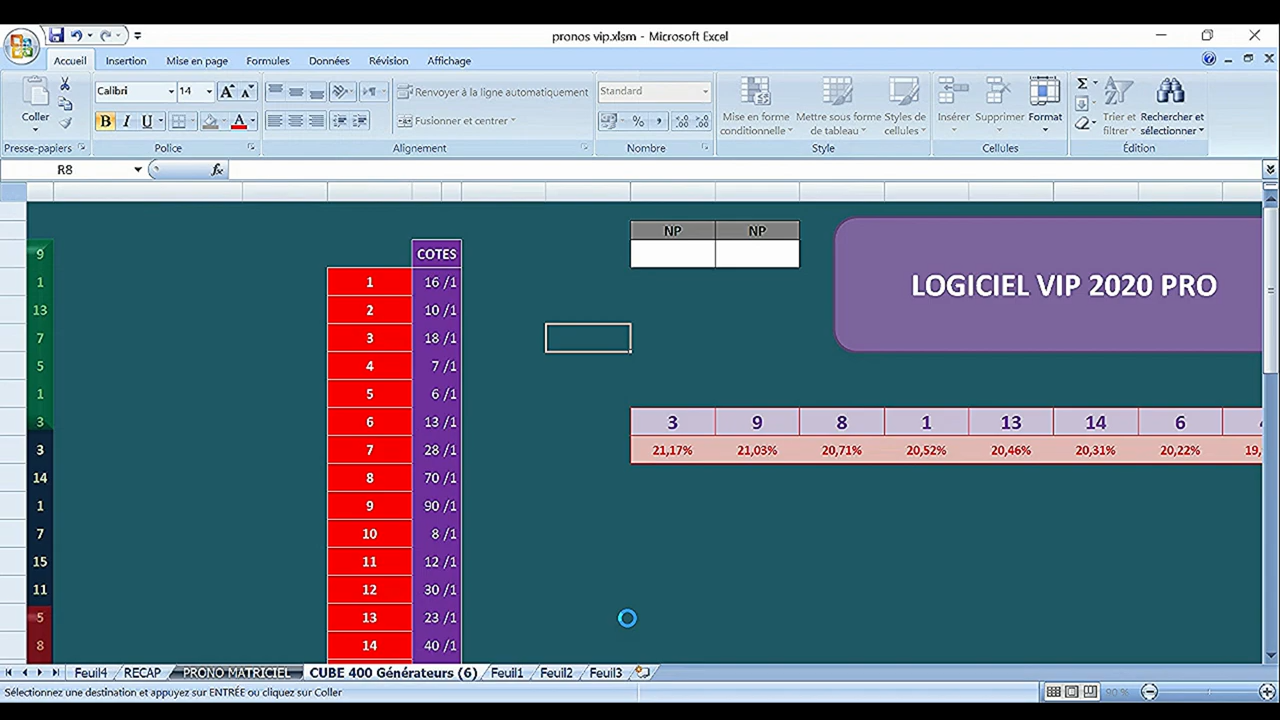 pronos vip.xlsm - Microsoft Excel
Accueil Insertion Mise en page Formules Données Révision Affichage
Calibri 14 Renvoyer à la ligne automatiquement Standard
Coller Fusionner et centrer % Mise en forme conditionnelle Mettre sous forme de tableau Styles de cellules Insérer Supprimer Format Σ Trier et filtrer Rechercher et sélectionner
G I S
Presse-papiers Police Alignement Nombre Style Cellules Édition
R8 fx
NP NP
9 COTES
LOGICIEL VIP 2020 PRO
1 1 16 /1
13 2 10 /1
7 3 18 /1
5 4 7 /1
1 5 6 /1
3 6 13 /1 3 9 8 1 13 14 6
3 7 28 /1 21,17% 21,03% 20,71% 20,52% 20,46% 20,31% 20,22% 19,
14 8 70 /1
1 9 90 /1
7 10 8 /1
15 11 12 /1
11 12 30 /1
5 13 23 /1
8 14 40 /1
Feuil4 RECAP PRONO MATRICIEL CUBE 400 Générateurs (6) Feuil1 Feuil2 Feuil3
Sélectionnez une destination et appuyez sur ENTRÉE ou cliquez sur Coller 90 %